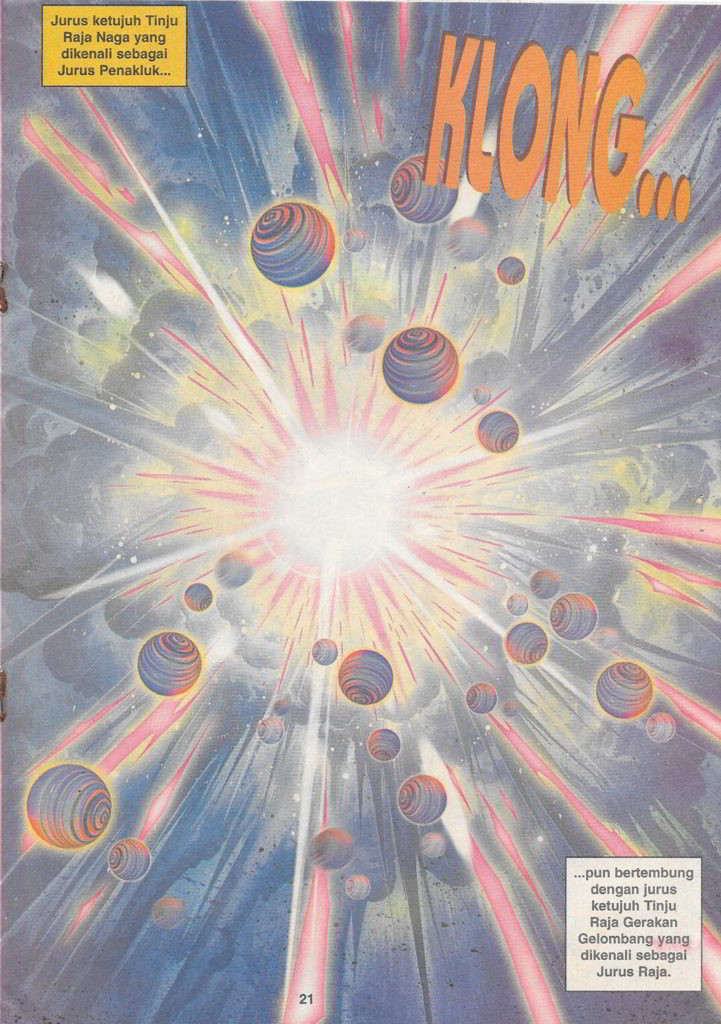 Jurus ketujuh Tinju
Raja Naga yang
dikenali sebagai
Jurus Penakluk...
KLONG...
...pun bertembung
dengan jurus
ketujuh Tinju
Raja Gerakan
Gelombang yang
dikenali sebagai
Jurus Raja.
21